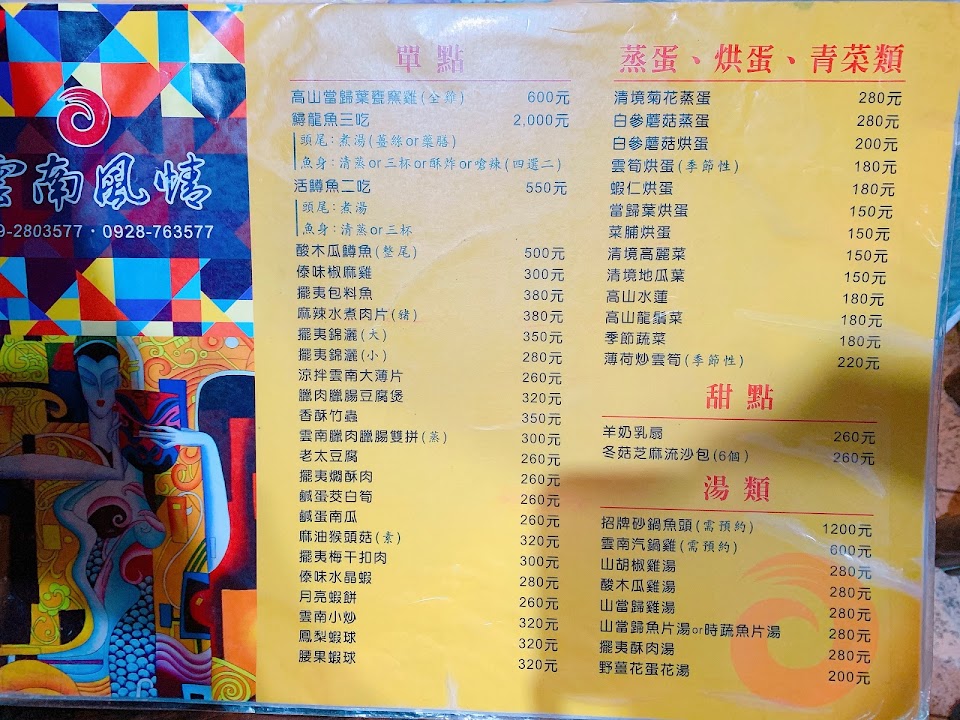 雲南風情
9-2803577・0928-763577
單點
高山當歸葉甕窯雞(全雞) 600元
鱘龍魚三吃 2,000元
頭尾:煮湯(薑絲or藥膳)
魚身:清蒸or三杯or酥炸or嗆辣(四選二)
活鱒魚二吃 550元
頭尾:煮湯
魚身:清蒸or三杯
酸木瓜鱒魚(整尾) 500元
傣味椒麻雞 300元
擺夷包料魚 380元
麻辣水煮肉片(豬) 380元
擺夷錦灑(大) 350元
擺夷錦灑(小) 280元
涼拌雲南大薄片 260元
臘肉臘腸豆腐煲 320元
香酥竹蟲 350元
雲南臘肉臘腸雙拼(蒸) 300元
老太豆腐 260元
擺夷燜酥肉 260元
鹹蛋茭白筍 260元
鹹蛋南瓜 260元
麻油猴頭菇(素) 320元
擺夷梅干扣肉 300元
傣味水晶蝦 280元
月亮蝦餅 260元
雲南小炒 320元
鳳梨蝦球 320元
腰果蝦球 320元
蒸蛋、烘蛋、青菜類
清境菊花蒸蛋 280元
白參蘑菇蒸蛋 280元
白參蘑菇烘蛋 200元
雲筍烘蛋(季節性) 180元
蝦仁烘蛋 180元
當歸葉烘蛋 150元
菜脯烘蛋 150元
清境高麗菜 150元
清境地瓜葉 150元
高山水蓮 180元
高山龍鬚菜 180元
季節蔬菜 180元
薄荷炒雲筍(季節性) 220元
甜點
羊奶乳扇 260元
冬菇芝麻流沙包(6個) 260元
湯類
招牌砂鍋魚頭(需預約) 1200元
雲南汽鍋雞(需預約) 600元
山胡椒雞湯 280元
酸木瓜雞湯 280元
山當歸雞湯 280元
山當歸魚片湯or時蔬魚片湯 280元
擺夷酥肉湯 280元
野薑花蛋花湯 200元